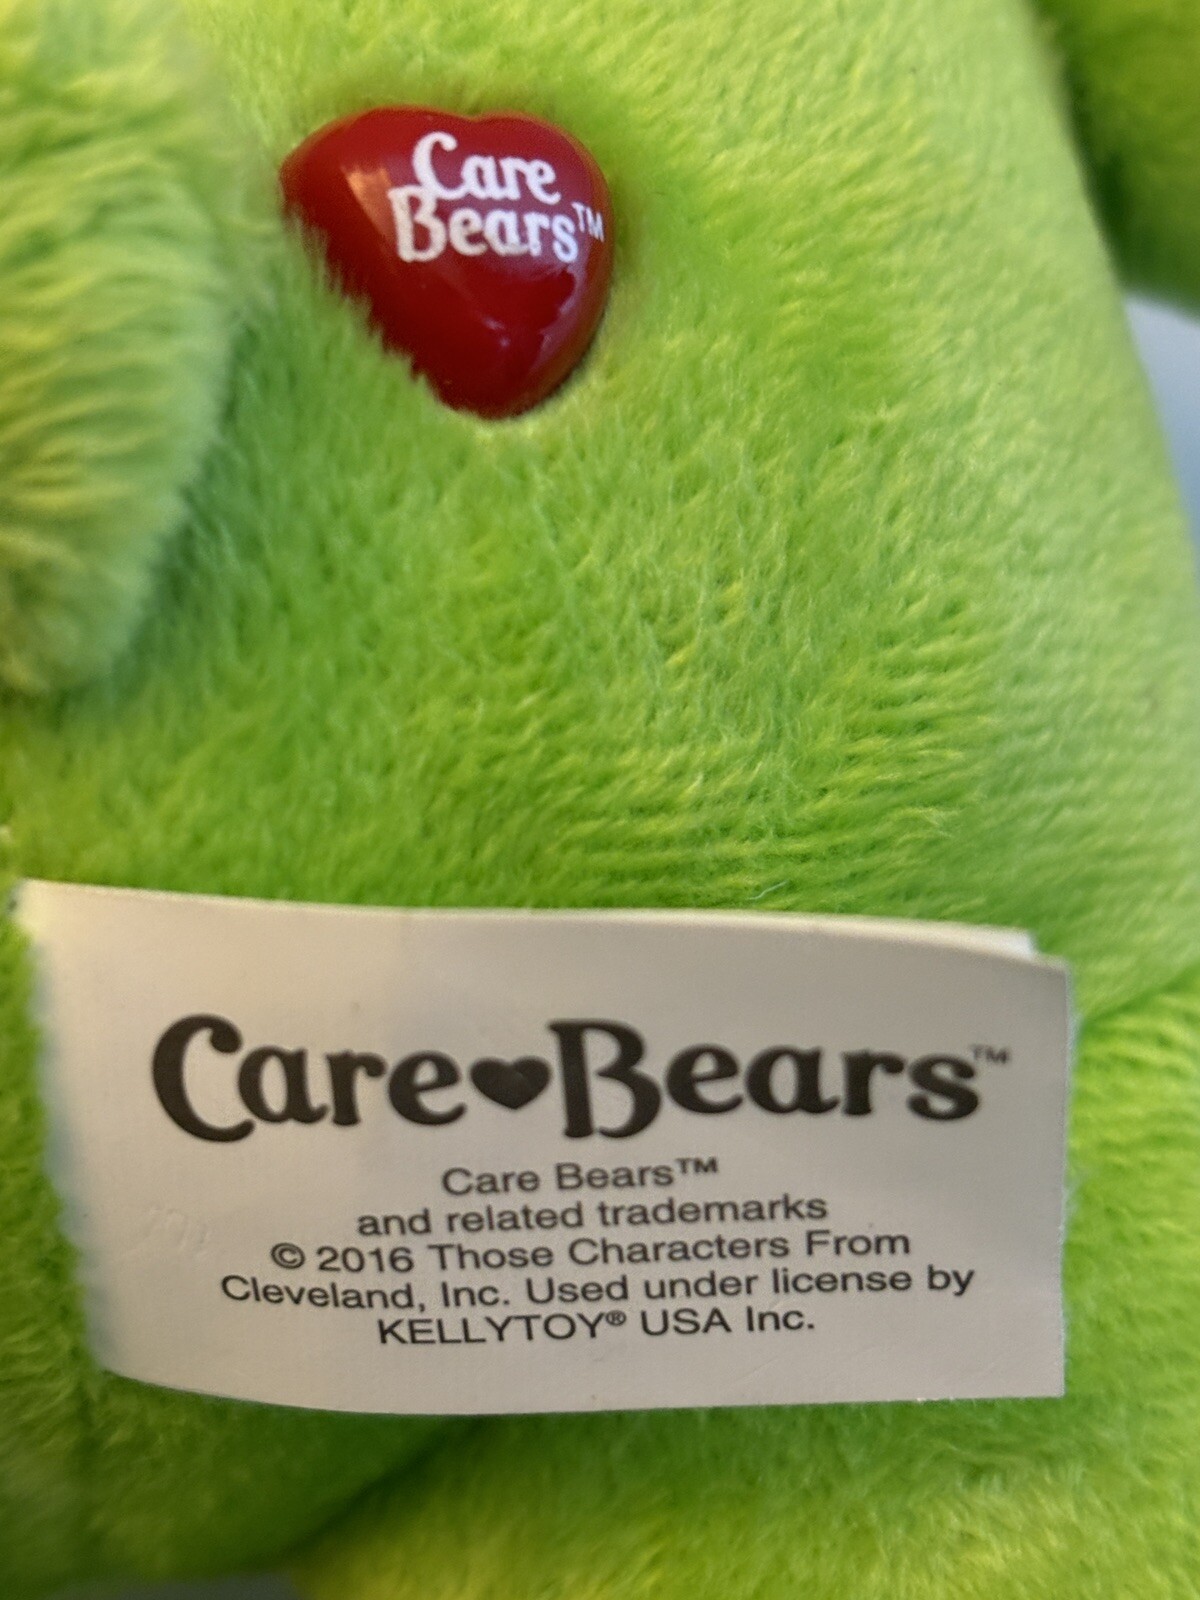 Care
Bears™
Care♥Bears™
Care Bears™
and related trademarks
© 2016 Those Characters From
Cleveland, Inc. Used under license by
KELLYTOY® USA Inc.